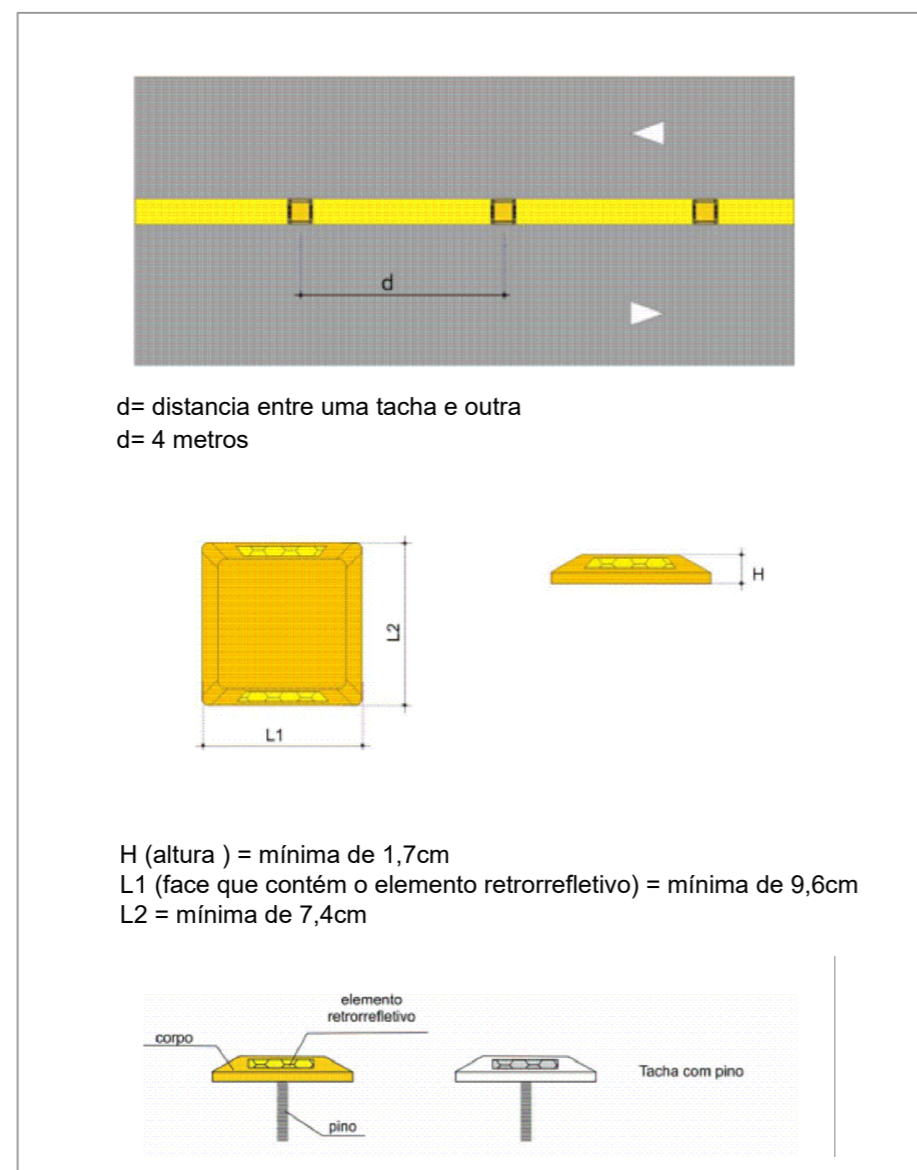 d
d= distancia entre uma tacha e outra
d= 4 metros
L2
H
L1
H (altura ) = mínima de 1,7cm
L1 (face que contém o elemento retrorrefletivo) = mínima de 9,6cm
L2 = mínima de 7,4cm
elemento
retrorrefletivo
corpo
Tacha com pino
pino